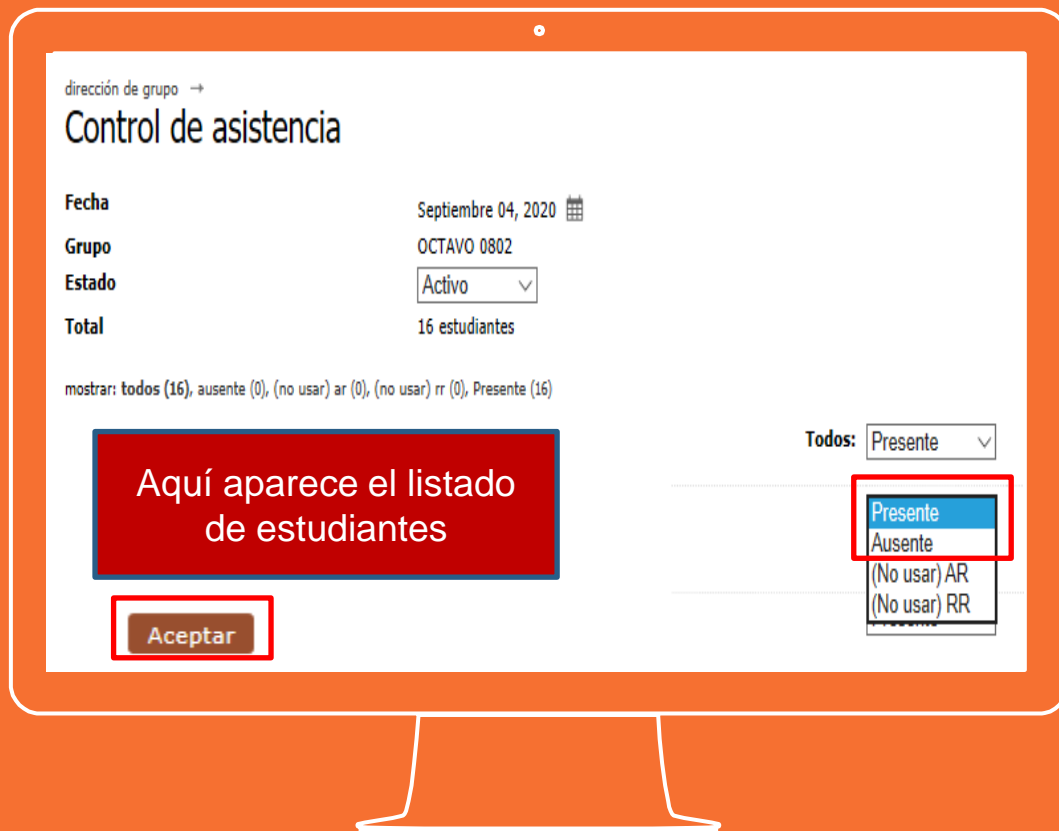 dirección de grupo →
Control de asistencia
Fecha Septiembre 04, 2020
Grupo OCTAVO 0802
Estado Activo
Total 16 estudiantes
mostrar: todos (16), ausente (0), (no usar) ar (0), (no usar) rr (0), Presente (16)
Todos: Presente
Aquí aparece el listado
de estudiantes
Presente
Ausente
(No usar) AR
(No usar) RR
Aceptar